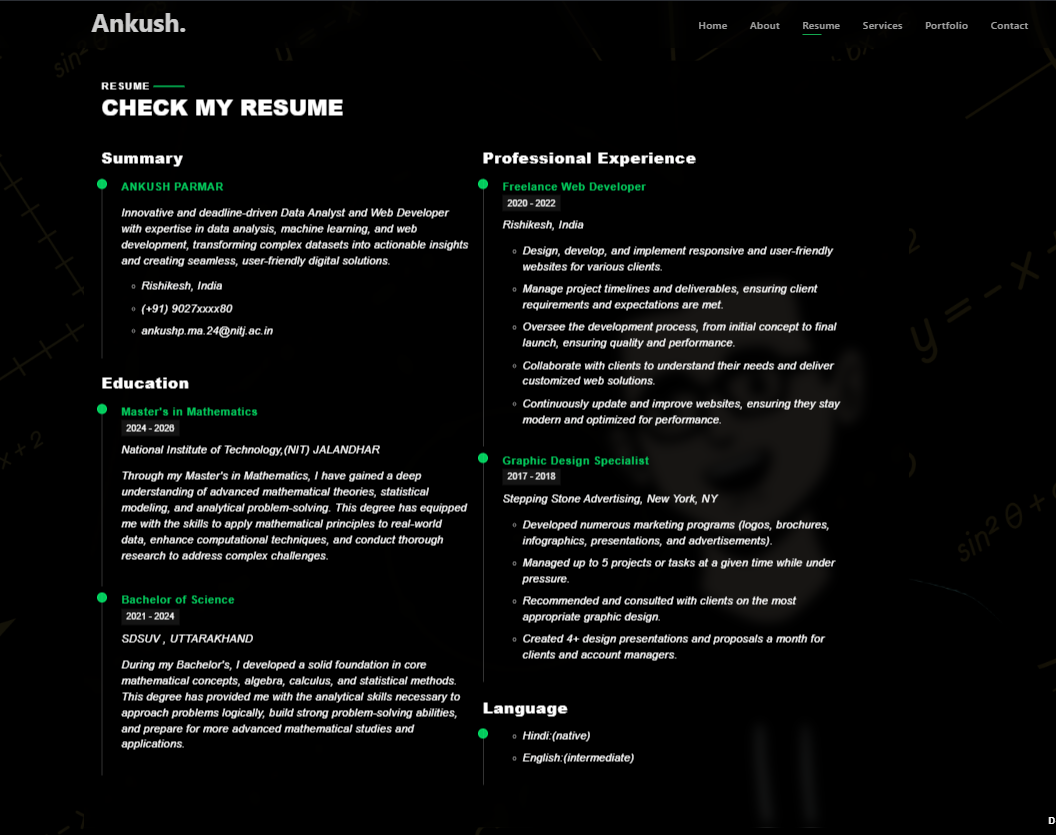 Ankush.
Home About Resume Services Portfolio Contact
RESUME
CHECK MY RESUME
Summary
ANKUSH PARMAR
Innovative and deadline-driven Data Analyst and Web Developer
with expertise in data analysis, machine learning, and web
development, transforming complex datasets into actionable insights
and creating seamless, user-friendly digital solutions.
Rishikesh, India
(+91) 9027xxxx80
ankushp.ma.24@nitj.ac.in
Education
Master's in Mathematics
2024 - 2026
National Institute of Technology,(NIT) JALANDHAR
Through my Master's in Mathematics, I have gained a deep
understanding of advanced mathematical theories, statistical
modeling, and analytical problem-solving. This degree has equipped
me with the skills to apply mathematical principles to real-world
data, enhance computational techniques, and conduct thorough
research to address complex challenges.
Bachelor of Science
2021 - 2024
SDSUV , UTTARAKHAND
During my Bachelor's, I developed a solid foundation in core
mathematical concepts, algebra, calculus, and statistical methods.
This degree has provided me with the analytical skills necessary to
approach problems logically, build strong problem-solving abilities,
and prepare for more advanced mathematical studies and
applications.
Professional Experience
Freelance Web Developer
2020 - 2022
Rishikesh, India
Design, develop, and implement responsive and user-friendly
websites for various clients.
Manage project timelines and deliverables, ensuring client
requirements and expectations are met.
Oversee the development process, from initial concept to final
launch, ensuring quality and performance.
Collaborate with clients to understand their needs and deliver
customized web solutions.
Continuously update and improve websites, ensuring they stay
modern and optimized for performance.
Graphic Design Specialist
2017 - 2018
Stepping Stone Advertising, New York, NY
Developed numerous marketing programs (logos, brochures,
infographics, presentations, and advertisements).
Managed up to 5 projects or tasks at a given time while under
pressure.
Recommended and consulted with clients on the most
appropriate graphic design.
Created 4+ design presentations and proposals a month for
clients and account managers.
Language
Hindi:(native)
English:(intermediate)
sin² θ
y = - x
x + 2
sin² θ +
D